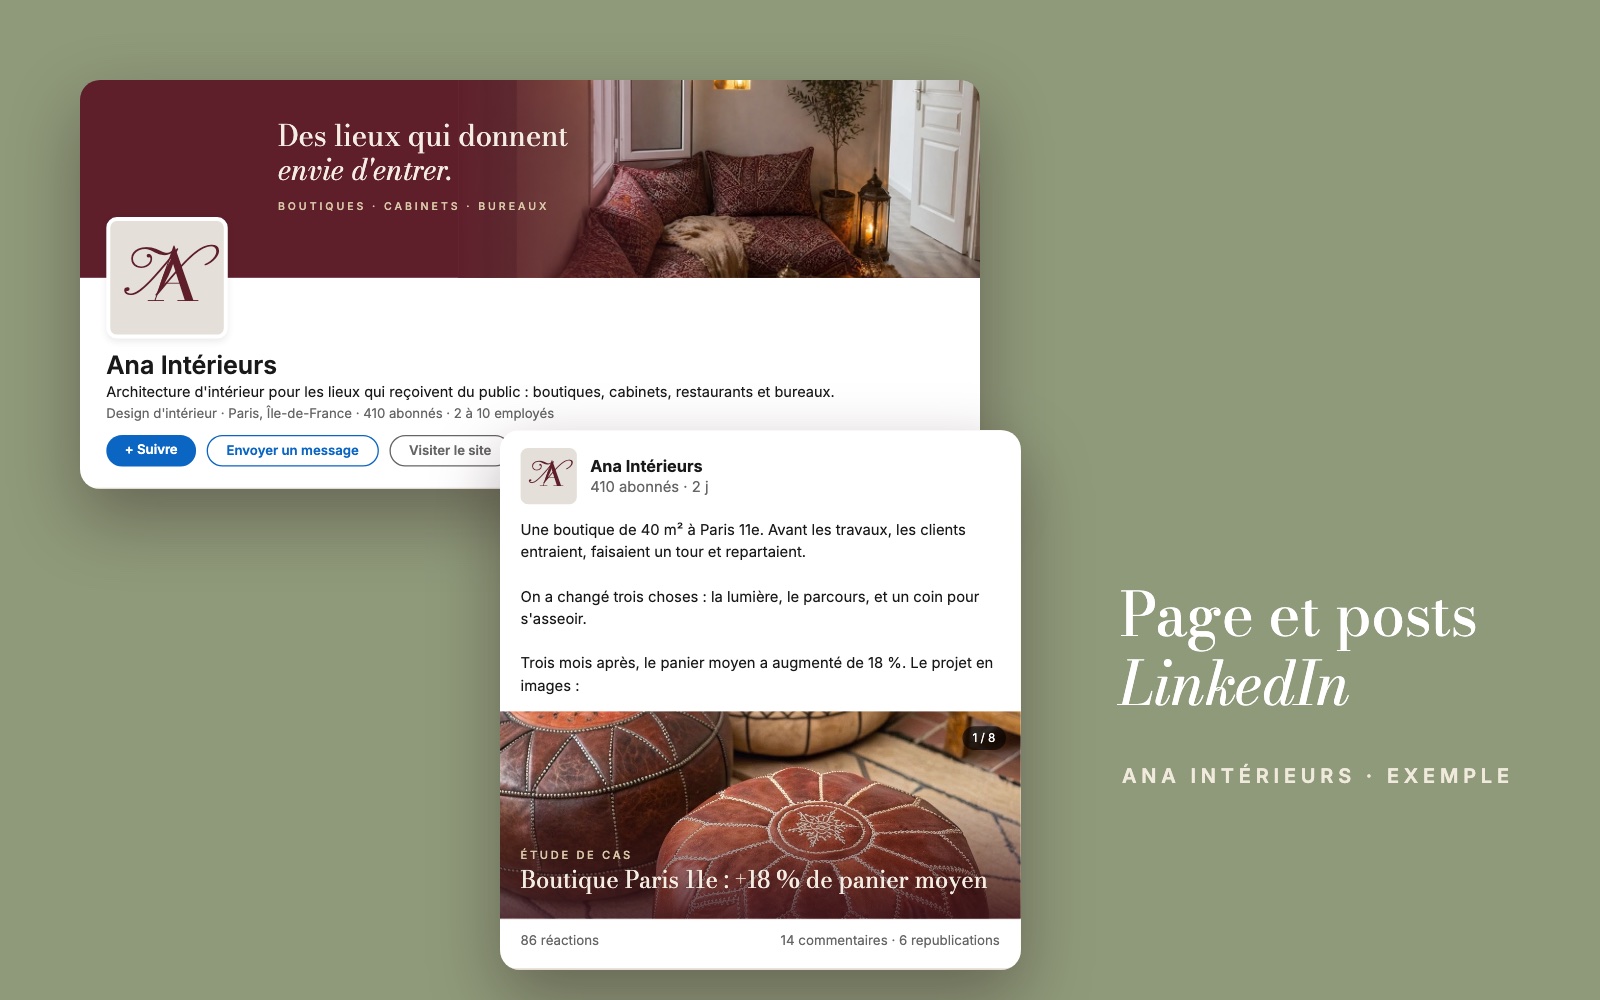 Des lieux qui donnent
envie d'entrer.
BOUTIQUES · CABINETS · BUREAUX
A
Ana Intérieurs
Architecture d'intérieur pour les lieux qui reçoivent du public : boutiques, cabinets, restaurants et bureaux.
Design d'intérieur · Paris, Île-de-France · 410 abonnés · 2 à 10 employés
+ Suivre
Envoyer un message
Visiter le site
A
Ana Intérieurs
410 abonnés · 2 j
Une boutique de 40 m² à Paris 11e. Avant les travaux, les clients
entraient, faisaient un tour et repartaient.
On a changé trois choses : la lumière, le parcours, et un coin pour
s'asseoir.
Trois mois après, le panier moyen a augmenté de 18 %. Le projet en
images :
1 / 8
ÉTUDE DE CAS
Boutique Paris 11e : +18 % de panier moyen
86 réactions
14 commentaires · 6 republications
Page et posts
LinkedIn
ANA INTÉRIEURS · EXEMPLE